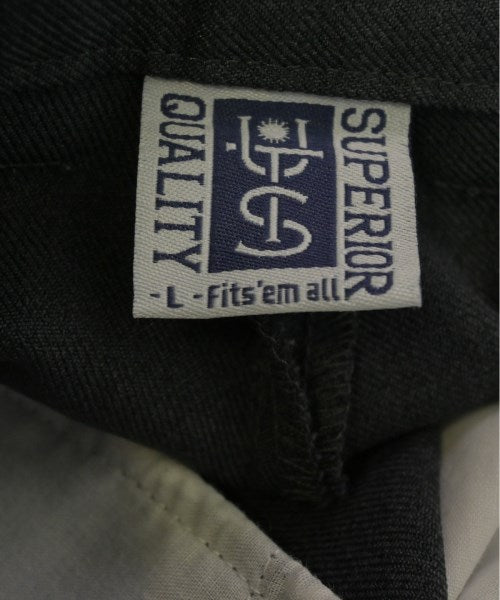 QUALITY
SUPERIOR
- L - Fits'em all